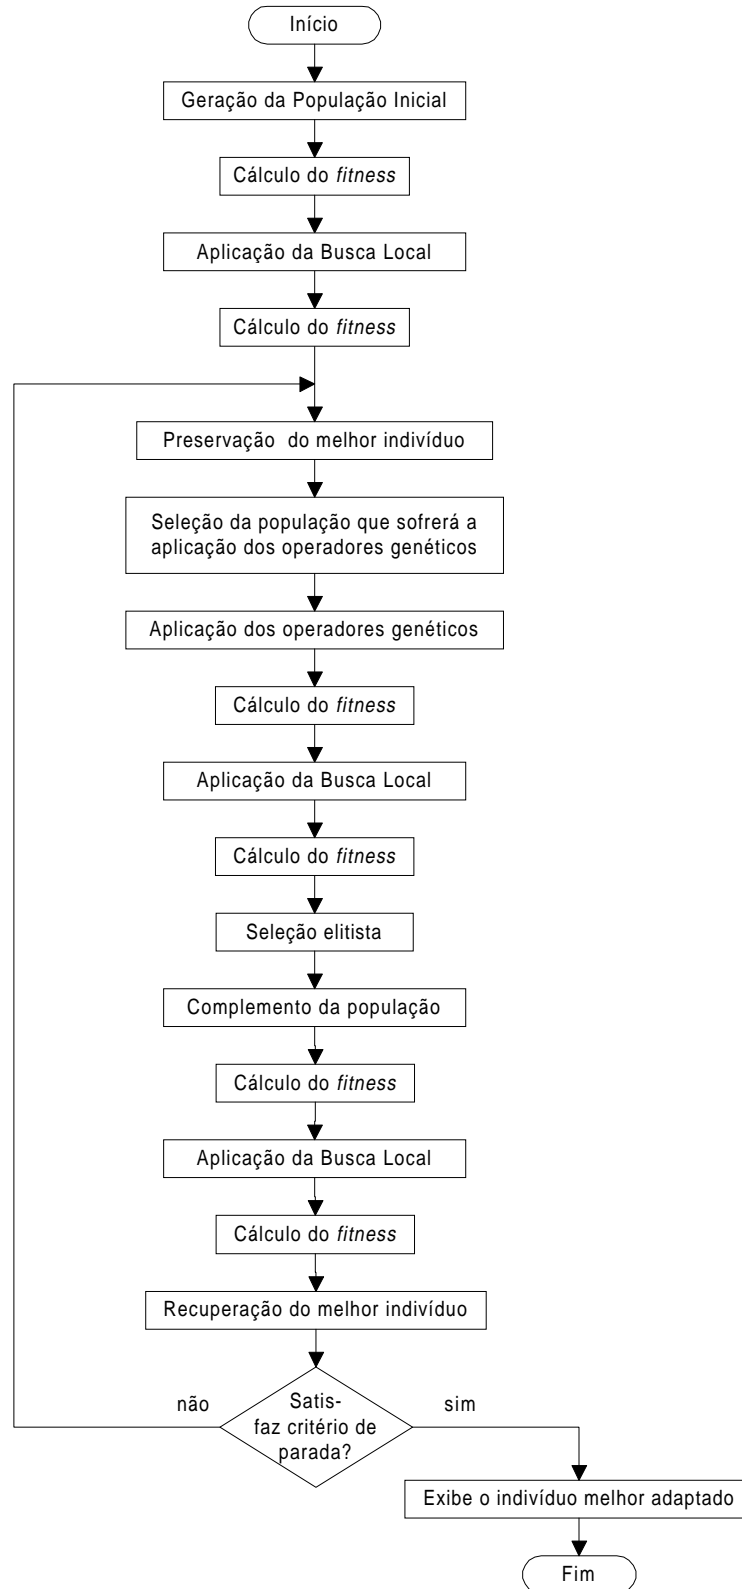 Início
Geração da População Inicial
Cálculo do fitness
Aplicação da Busca Local
Cálculo do fitness
Preservação do melhor indivíduo
Seleção da população que sofrerá a
aplicação dos operadores genéticos
Aplicação dos operadores genéticos
Cálculo do fitness
Aplicação da Busca Local
Cálculo do fitness
Seleção elitista
Complemento da população
Cálculo do fitness
Aplicação da Busca Local
Cálculo do fitness
Recuperação do melhor indivíduo
não
Satis-
faz critério de
parada?
sim
Exibe o indivíduo melhor adaptado
Fim